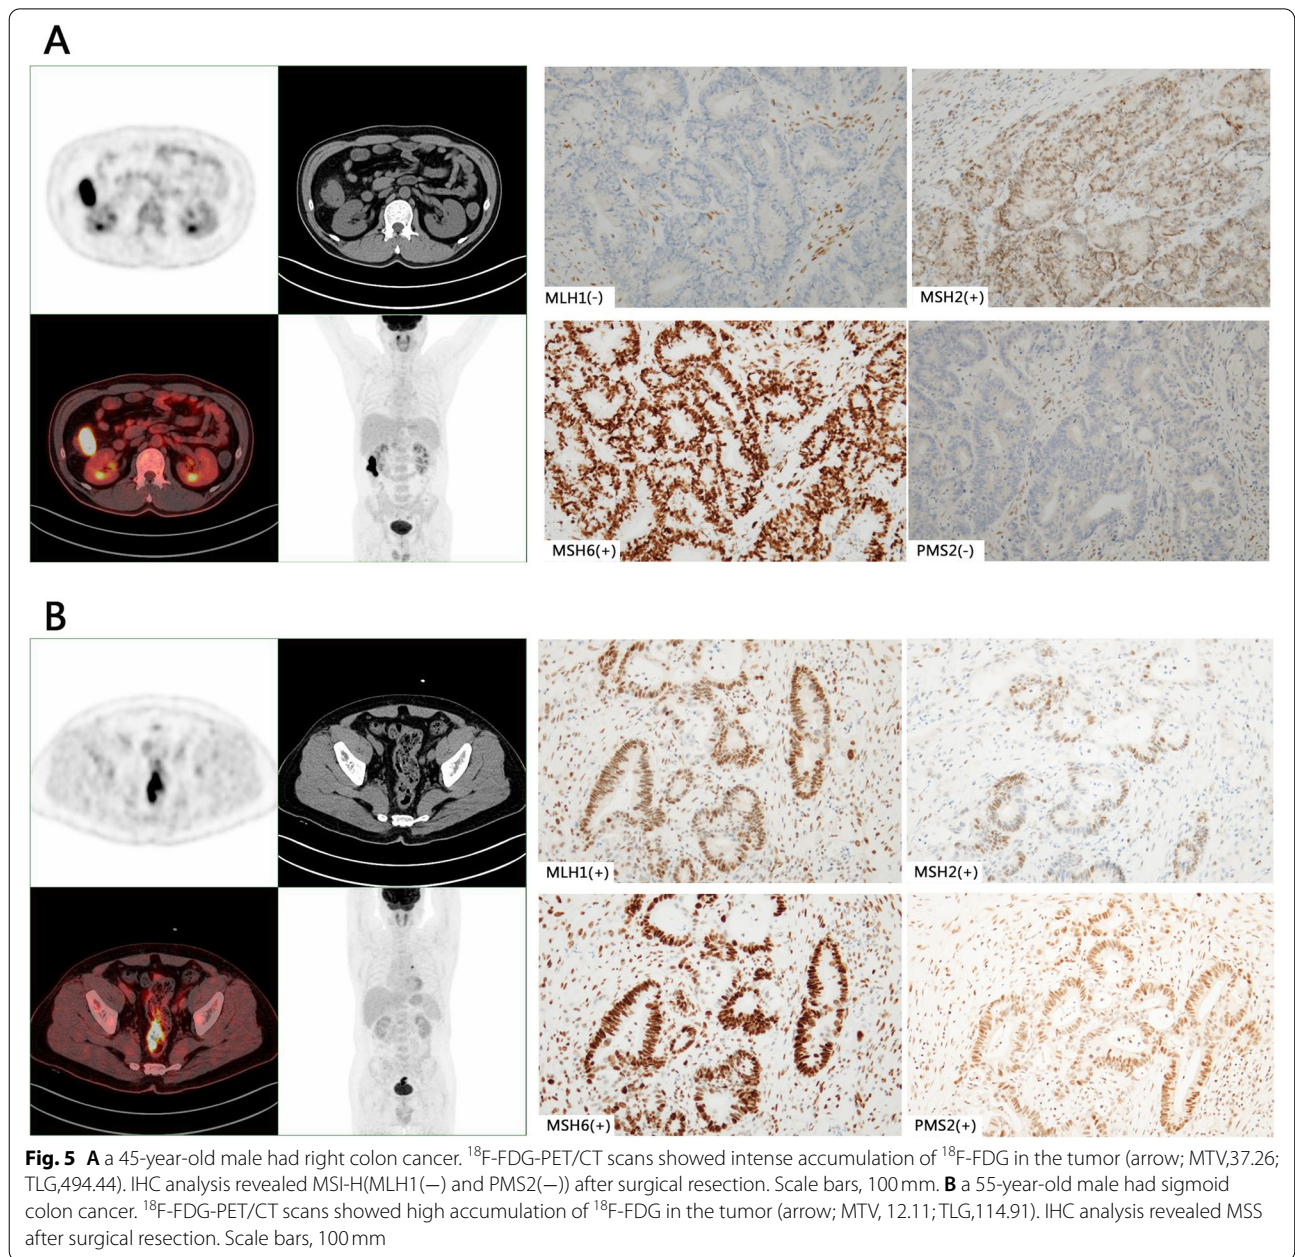 A
MLH1(-)
MSH2(+)
MSH6(+)
PMS2(-)
B
MLH1(+)
MSH2(+)
MSH6(+)
PMS2(+)
Fig. 5 A a 45-year-old male had right colon cancer. ¹⁸F-FDG-PET/CT scans showed intense accumulation of ¹⁸F-FDG in the tumor (arrow; MTV,37.26;
TLG,494.44). IHC analysis revealed MSI-H(MLH1(−) and PMS2(−)) after surgical resection. Scale bars, 100 mm. B a 55-year-old male had sigmoid
colon cancer. ¹⁸F-FDG-PET/CT scans showed high accumulation of ¹⁸F-FDG in the tumor (arrow; MTV, 12.11; TLG,114.91). IHC analysis revealed MSS
after surgical resection. Scale bars, 100 mm